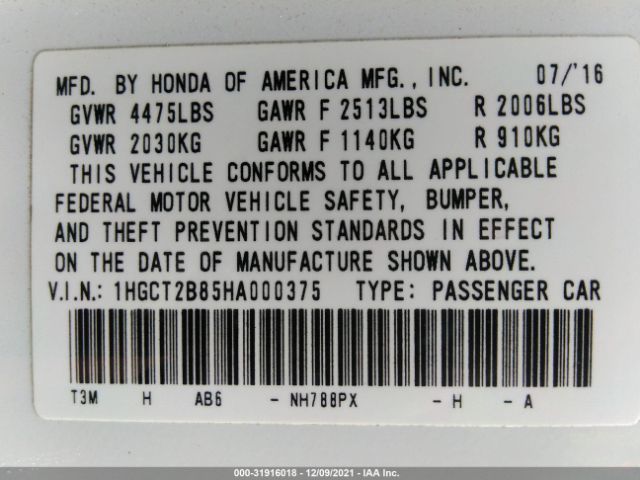 MFD. BY HONDA OF AMERICA MFG., INC. 07/'16
GVWR 4475LBS GAWR F 2513LBS R 2006LBS
GVWR 2030KG GAWR F 1140KG R 910KG
THIS VEHICLE CONFORMS TO ALL APPLICABLE
FEDERAL MOTOR VEHICLE SAFETY, BUMPER,
AND THEFT PREVENTION STANDARDS IN EFFECT
ON THE DATE OF MANUFACTURE SHOWN ABOVE.
V.I.N.: 1HGCT2B85HA000375 TYPE: PASSENGER CAR
T3M H AB6 - NH788PX - H - A
000-31916018 - 12/09/2021 - IAA Inc.